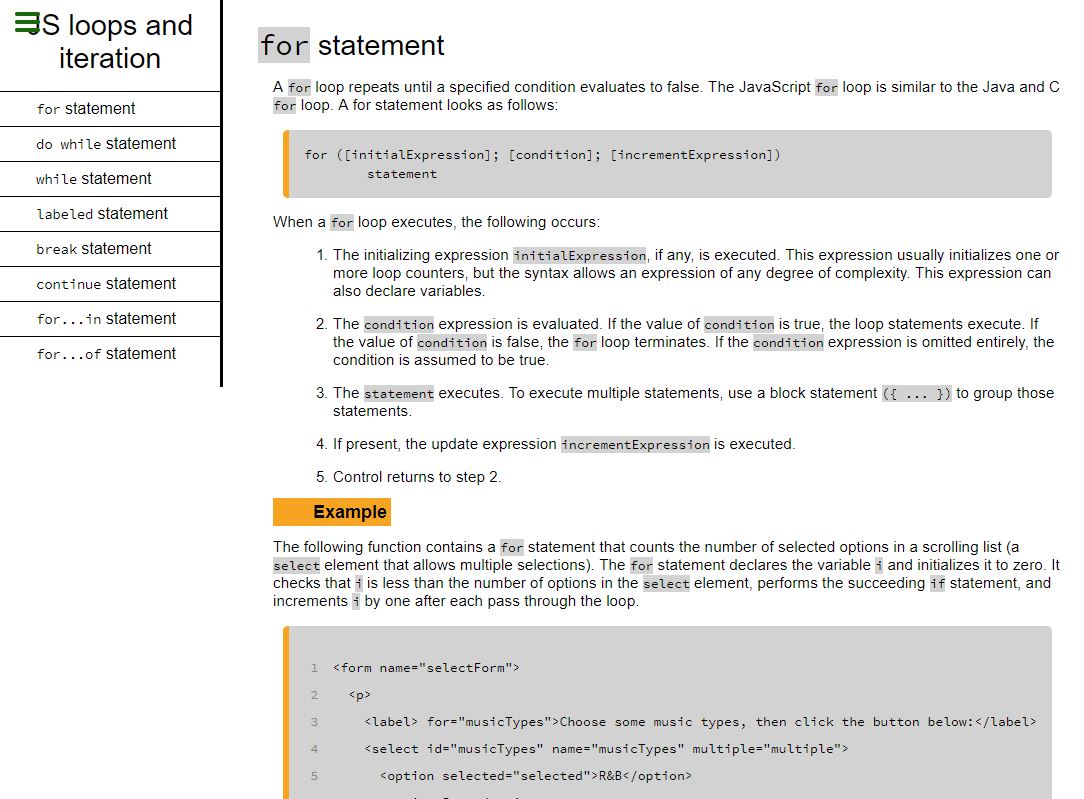 JS loops and
iteration
for statement
do while statement
while statement
labeled statement
break statement
continue statement
for...in statement
for...of statement
for statement
A for loop repeats until a specified condition evaluates to false. The JavaScript for loop is similar to the Java and C
for loop. A for statement looks as follows:
for ([initialExpression]; [condition]; [incrementExpression])
statement
When a for loop executes, the following occurs:
1. The initializing expression initialExpression, if any, is executed. This expression usually initializes one or
more loop counters, but the syntax allows an expression of any degree of complexity. This expression can
also declare variables.
2. The condition expression is evaluated. If the value of condition is true, the loop statements execute. If
the value of condition is false, the for loop terminates. If the condition expression is omitted entirely, the
condition is assumed to be true.
3. The statement executes. To execute multiple statements, use a block statement ({ ... }) to group those
statements.
4. If present, the update expression incrementExpression is executed.
5. Control returns to step 2.
Example
The following function contains a for statement that counts the number of selected options in a scrolling list (a
select element that allows multiple selections). The for statement declares the variable i and initializes it to zero. It
checks that i is less than the number of options in the select element, performs the succeeding if statement, and
increments i by one after each pass through the loop.
1 <form name="selectForm">
2 <p>
3 <label> for="musicTypes">Choose some music types, then click the button below:</label>
4 <select id="musicTypes" name="musicTypes" multiple="multiple">
5 <option selected="selected">R&B</option>